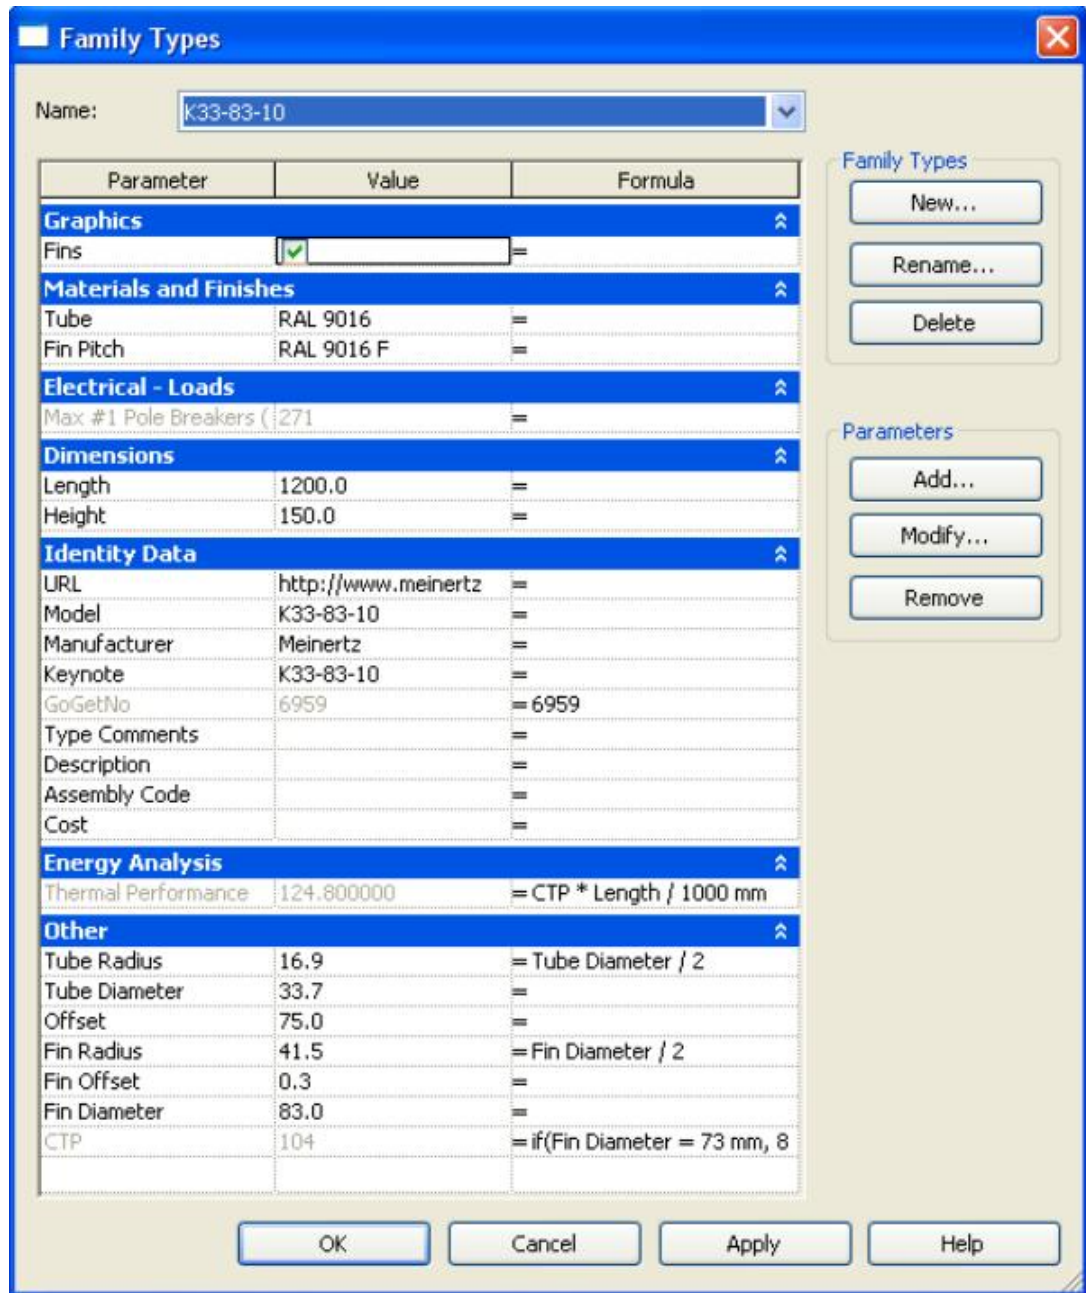 Family Types
Name: K33-83-10
Parameter Value Formula
Graphics
Fins =
Materials and Finishes
Tube RAL 9016 =
Fin Pitch RAL 9016 F =
Electrical - Loads
Max #1 Pole Breakers ( 271 =
Dimensions
Length 1200.0 =
Height 150.0 =
Identity Data
URL http://www.meinertz =
Model K33-83-10 =
Manufacturer Meinertz =
Keynote K33-83-10 =
GoGetNo 6959 = 6959
Type Comments =
Description =
Assembly Code =
Cost =
Energy Analysis
Thermal Performance 124.800000 = CTP * Length / 1000 mm
Other
Tube Radius 16.9 = Tube Diameter / 2
Tube Diameter 33.7 =
Offset 75.0 =
Fin Radius 41.5 = Fin Diameter / 2
Fin Offset 0.3 =
Fin Diameter 83.0 =
CTP 104 = if(Fin Diameter = 73 mm, 8
Family Types
New...
Rename...
Delete
Parameters
Add...
Modify...
Remove
OK Cancel Apply Help